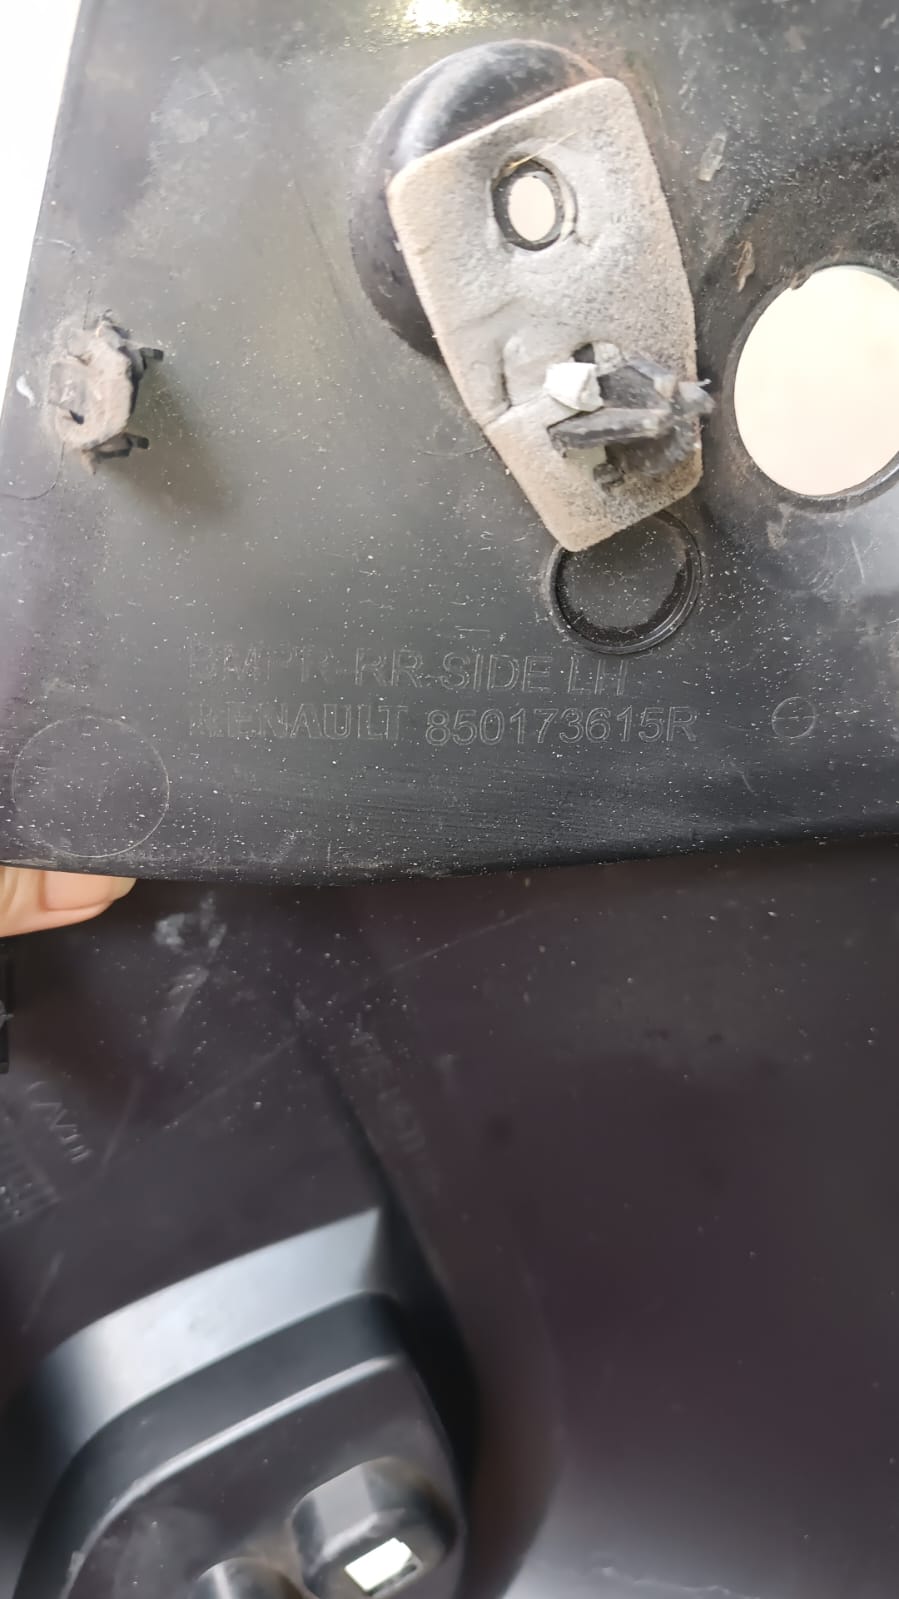 BMPR-RR-SIDE LH
RENAULT 850173615R